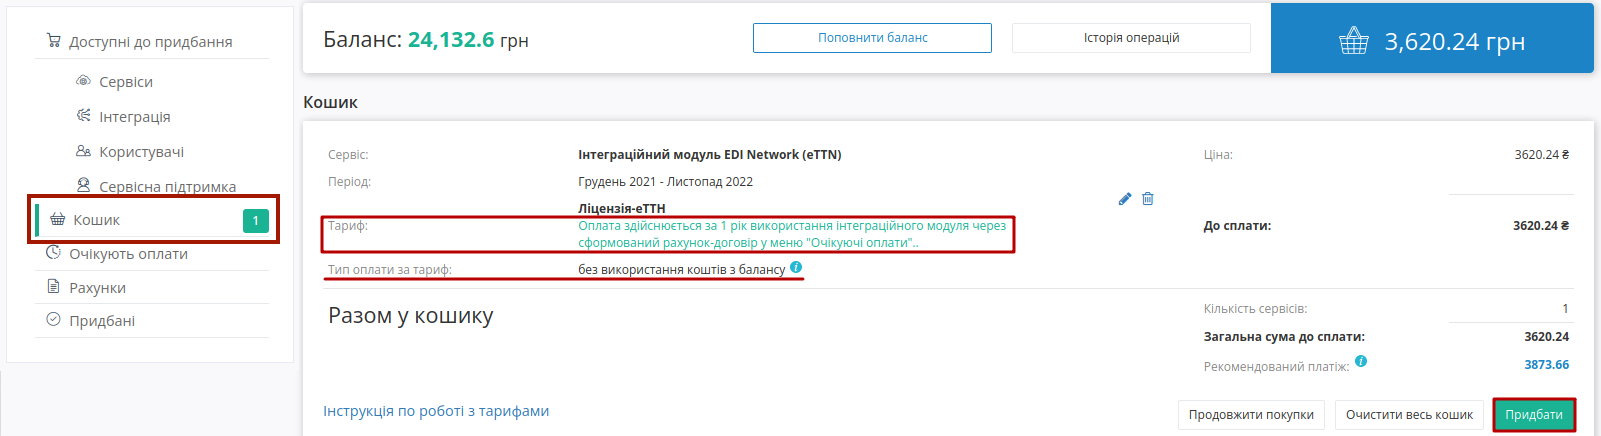 Доступні до придбання
Сервіси
Інтеграція
Користувачі
Сервісна підтримка
Кошик 1
Очікують оплати
Рахунки
Придбані
Баланс: 24,132.6 грн
Поповнити баланс
Історія операцій
3,620.24 грн
Кошик
Сервіс: Інтеграційний модуль EDI Network (eTTN)
Ціна: 3620.24 ₴
Період: Грудень 2021 - Листопад 2022
Ліцензія-еТТН
Тариф: Оплата здійснюється за 1 рік використання інтеграційного модуля через
сформований рахунок-договір у меню "Очікуючі оплати"..
До сплати: 3620.24 ₴
Тип оплати за тариф: без використання коштів з балансу
Разом у кошику
Кількість сервісів: 1
Загальна сума до сплати: 3620.24
Рекомендований платіж: 3873.66
Інструкція по роботі з тарифами
Продовжити покупки
Очистити весь кошик
Придбати